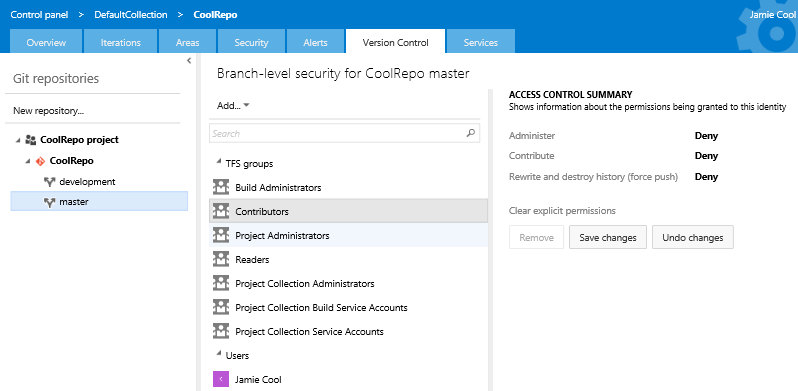 Control panel > DefaultCollection > CoolRepo
Jamie Cool
Overview
Iterations
Areas
Security
Alerts
Version Control
Services
Git repositories
New repository...
CoolRepo project
CoolRepo
development
master
Branch-level security for CoolRepo master
Add...
Search
TFS groups
Build Administrators
Contributors
Project Administrators
Readers
Project Collection Administrators
Project Collection Build Service Accounts
Project Collection Service Accounts
Users
Jamie Cool
ACCESS CONTROL SUMMARY
Shows information about the permissions being granted to this identity
Administer Deny
Contribute Deny
Rewrite and destroy history (force push) Deny
Clear explicit permissions
Remove
Save changes
Undo changes